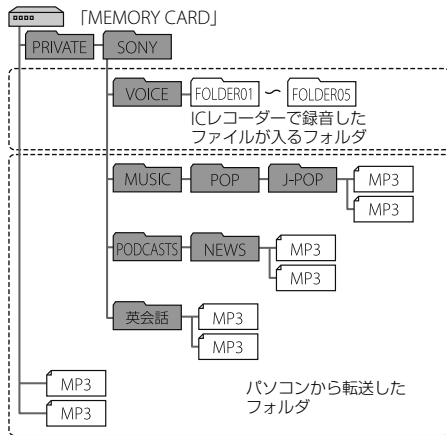 「MEMORY CARD」
PRIVATE SONY
VOICE FOLDER01 〜 FOLDER05
ICレコーダーで録音した
ファイルが入るフォルダ
MUSIC POP J-POP MP3
MP3
PODCASTS NEWS MP3
MP3
英会話 MP3
MP3
MP3
MP3
パソコンから転送した
フォルダ